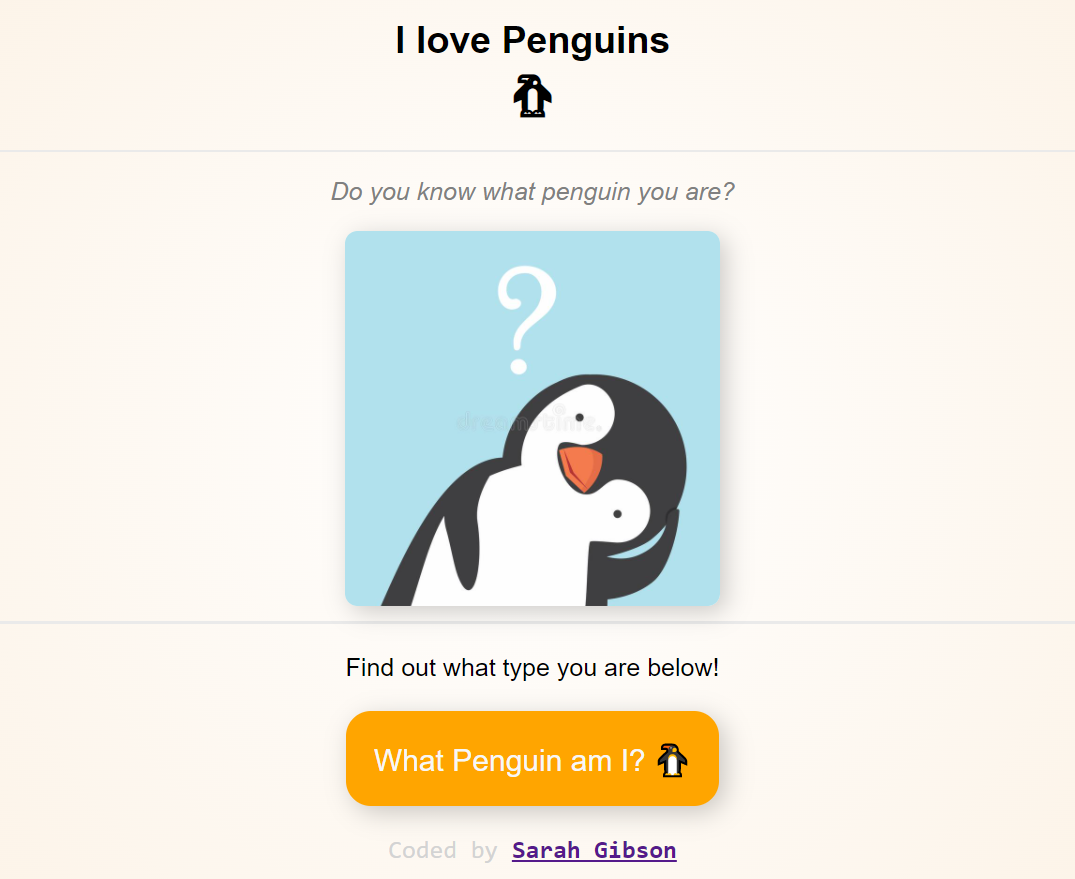 I love Penguins
🐧
Do you know what penguin you are?
?
dreamstime.
Find out what type you are below!
What Penguin am I? 🐧
Coded by Sarah Gibson